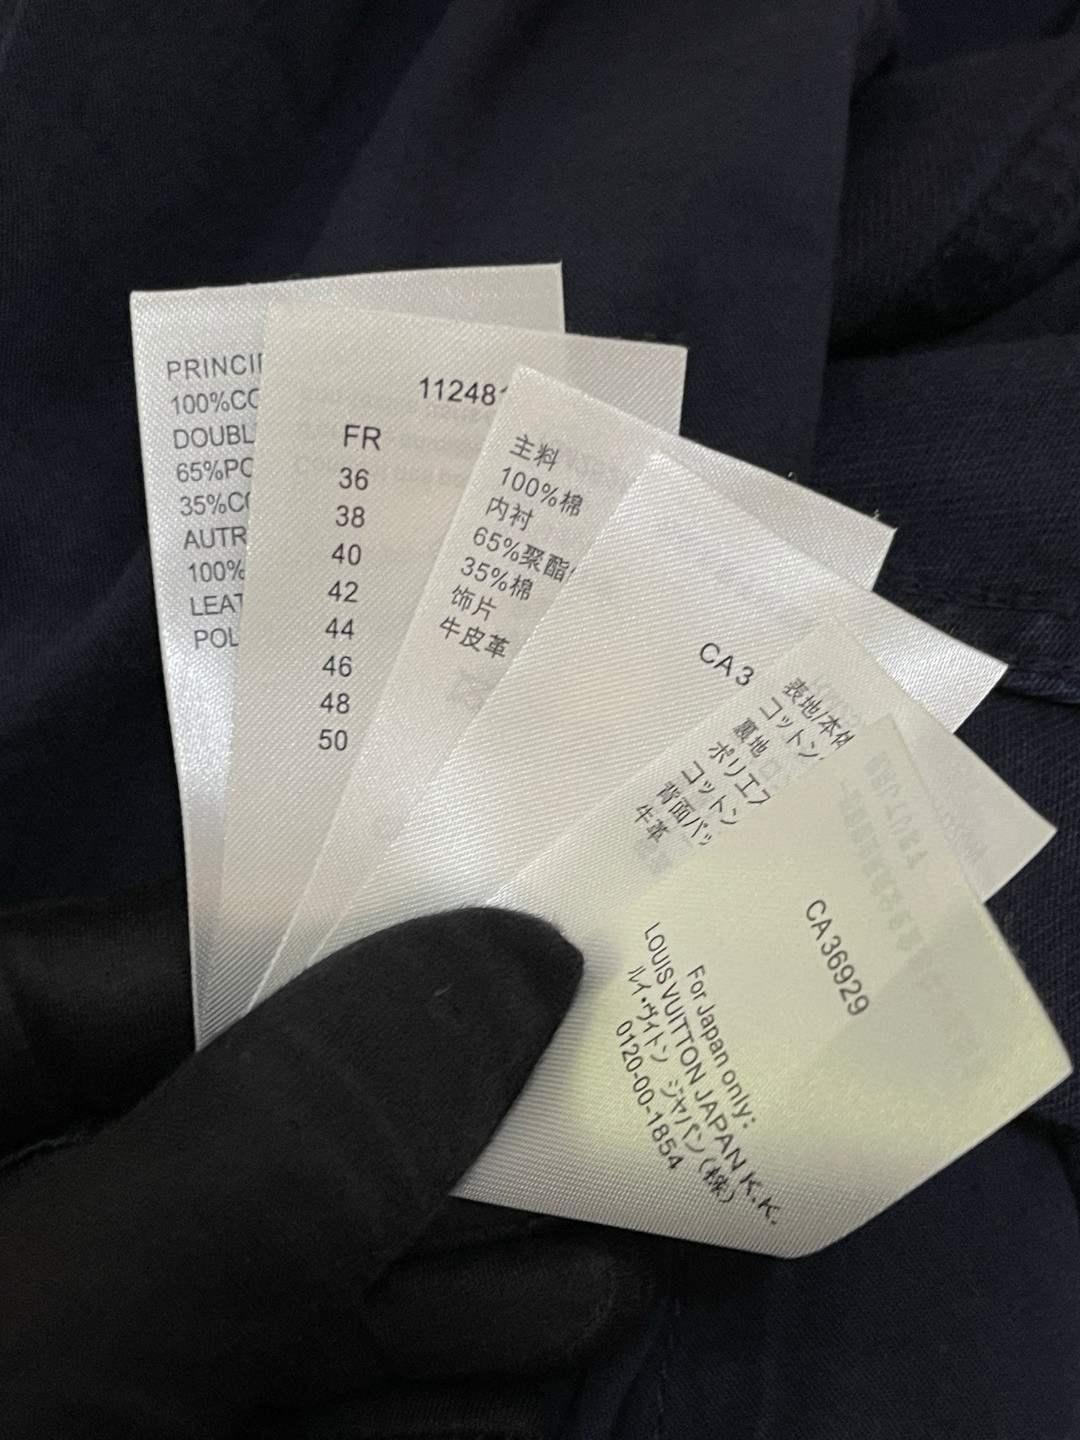 PRINCI
100%CO
DOUBL
65%PO
35%CO
AUTR
100%
LEAT
POL
112481
FR
36
38
40
42
44
46
48
50
主料
100%棉
内衬
65%聚酯
35%棉
饰片
牛皮革
CA3
表地/本体
コットン
裏地
ポリエス
コットン
背面パッ
牛革
CA36929
For Japan only:
LOUIS VUITTON JAPAN K.K.
ルイ・ヴィトン ジャパン(株)
0120-00-1854